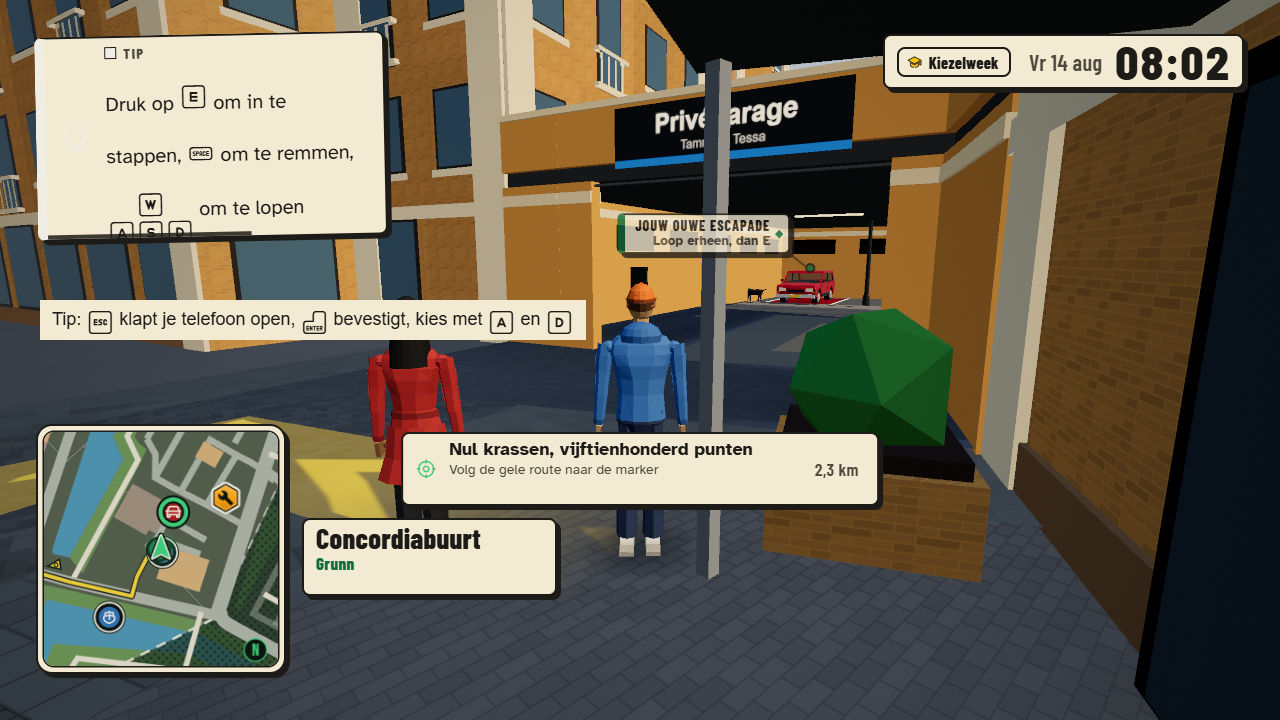 TIP
Druk op E om in te
stappen, SPACE om te remmen,
W
A S D om te lopen
Kiezelweek Vr 14 aug 08:02
Privé arage
Tessa
JOUW OUWE ESCAPADE
Loop erheen, dan E
Tip: ESC klapt je telefoon open, ENTER bevestigt, kies met A en D
Nul krassen, vijftienhonderd punten
Volg de gele route naar de marker
2,3 km
Concordiabuurt
Grunn
N